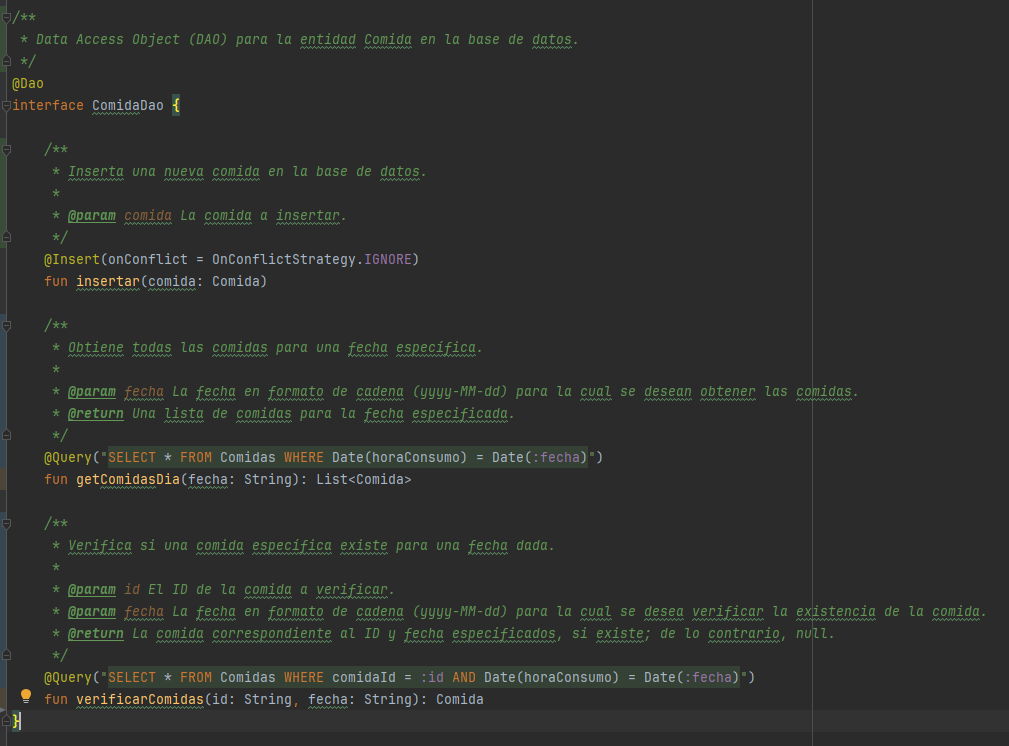 /**
 * Data Access Object (DAO) para la entidad Comida en la base de datos.
 */
@Dao
interface ComidaDao {
    /**
     * Inserta una nueva comida en la base de datos.
     *
     * @param comida La comida a insertar.
     */
    @Insert(onConflict = OnConflictStrategy.IGNORE)
    fun insertar(comida: Comida)
    /**
     * Obtiene todas las comidas para una fecha específica.
     *
     * @param fecha La fecha en formato de cadena (yyyy-MM-dd) para la cual se desean obtener las comidas.
     * @return Una lista de comidas para la fecha especificada.
     */
    @Query("SELECT * FROM Comidas WHERE Date(horaConsumo) = Date(:fecha)")
    fun getComidasDia(fecha: String): List<Comida>
    /**
     * Verifica si una comida específica existe para una fecha dada.
     *
     * @param id El ID de la comida a verificar.
     * @param fecha La fecha en formato de cadena (yyyy-MM-dd) para la cual se desea verificar la existencia de la comida.
     * @return La comida correspondiente al ID y fecha especificados, si existe; de lo contrario, null.
     */
    @Query("SELECT * FROM Comidas WHERE comidaId = :id AND Date(horaConsumo) = Date(:fecha)")
    fun verificarComidas(id: String, fecha: String): Comida
}